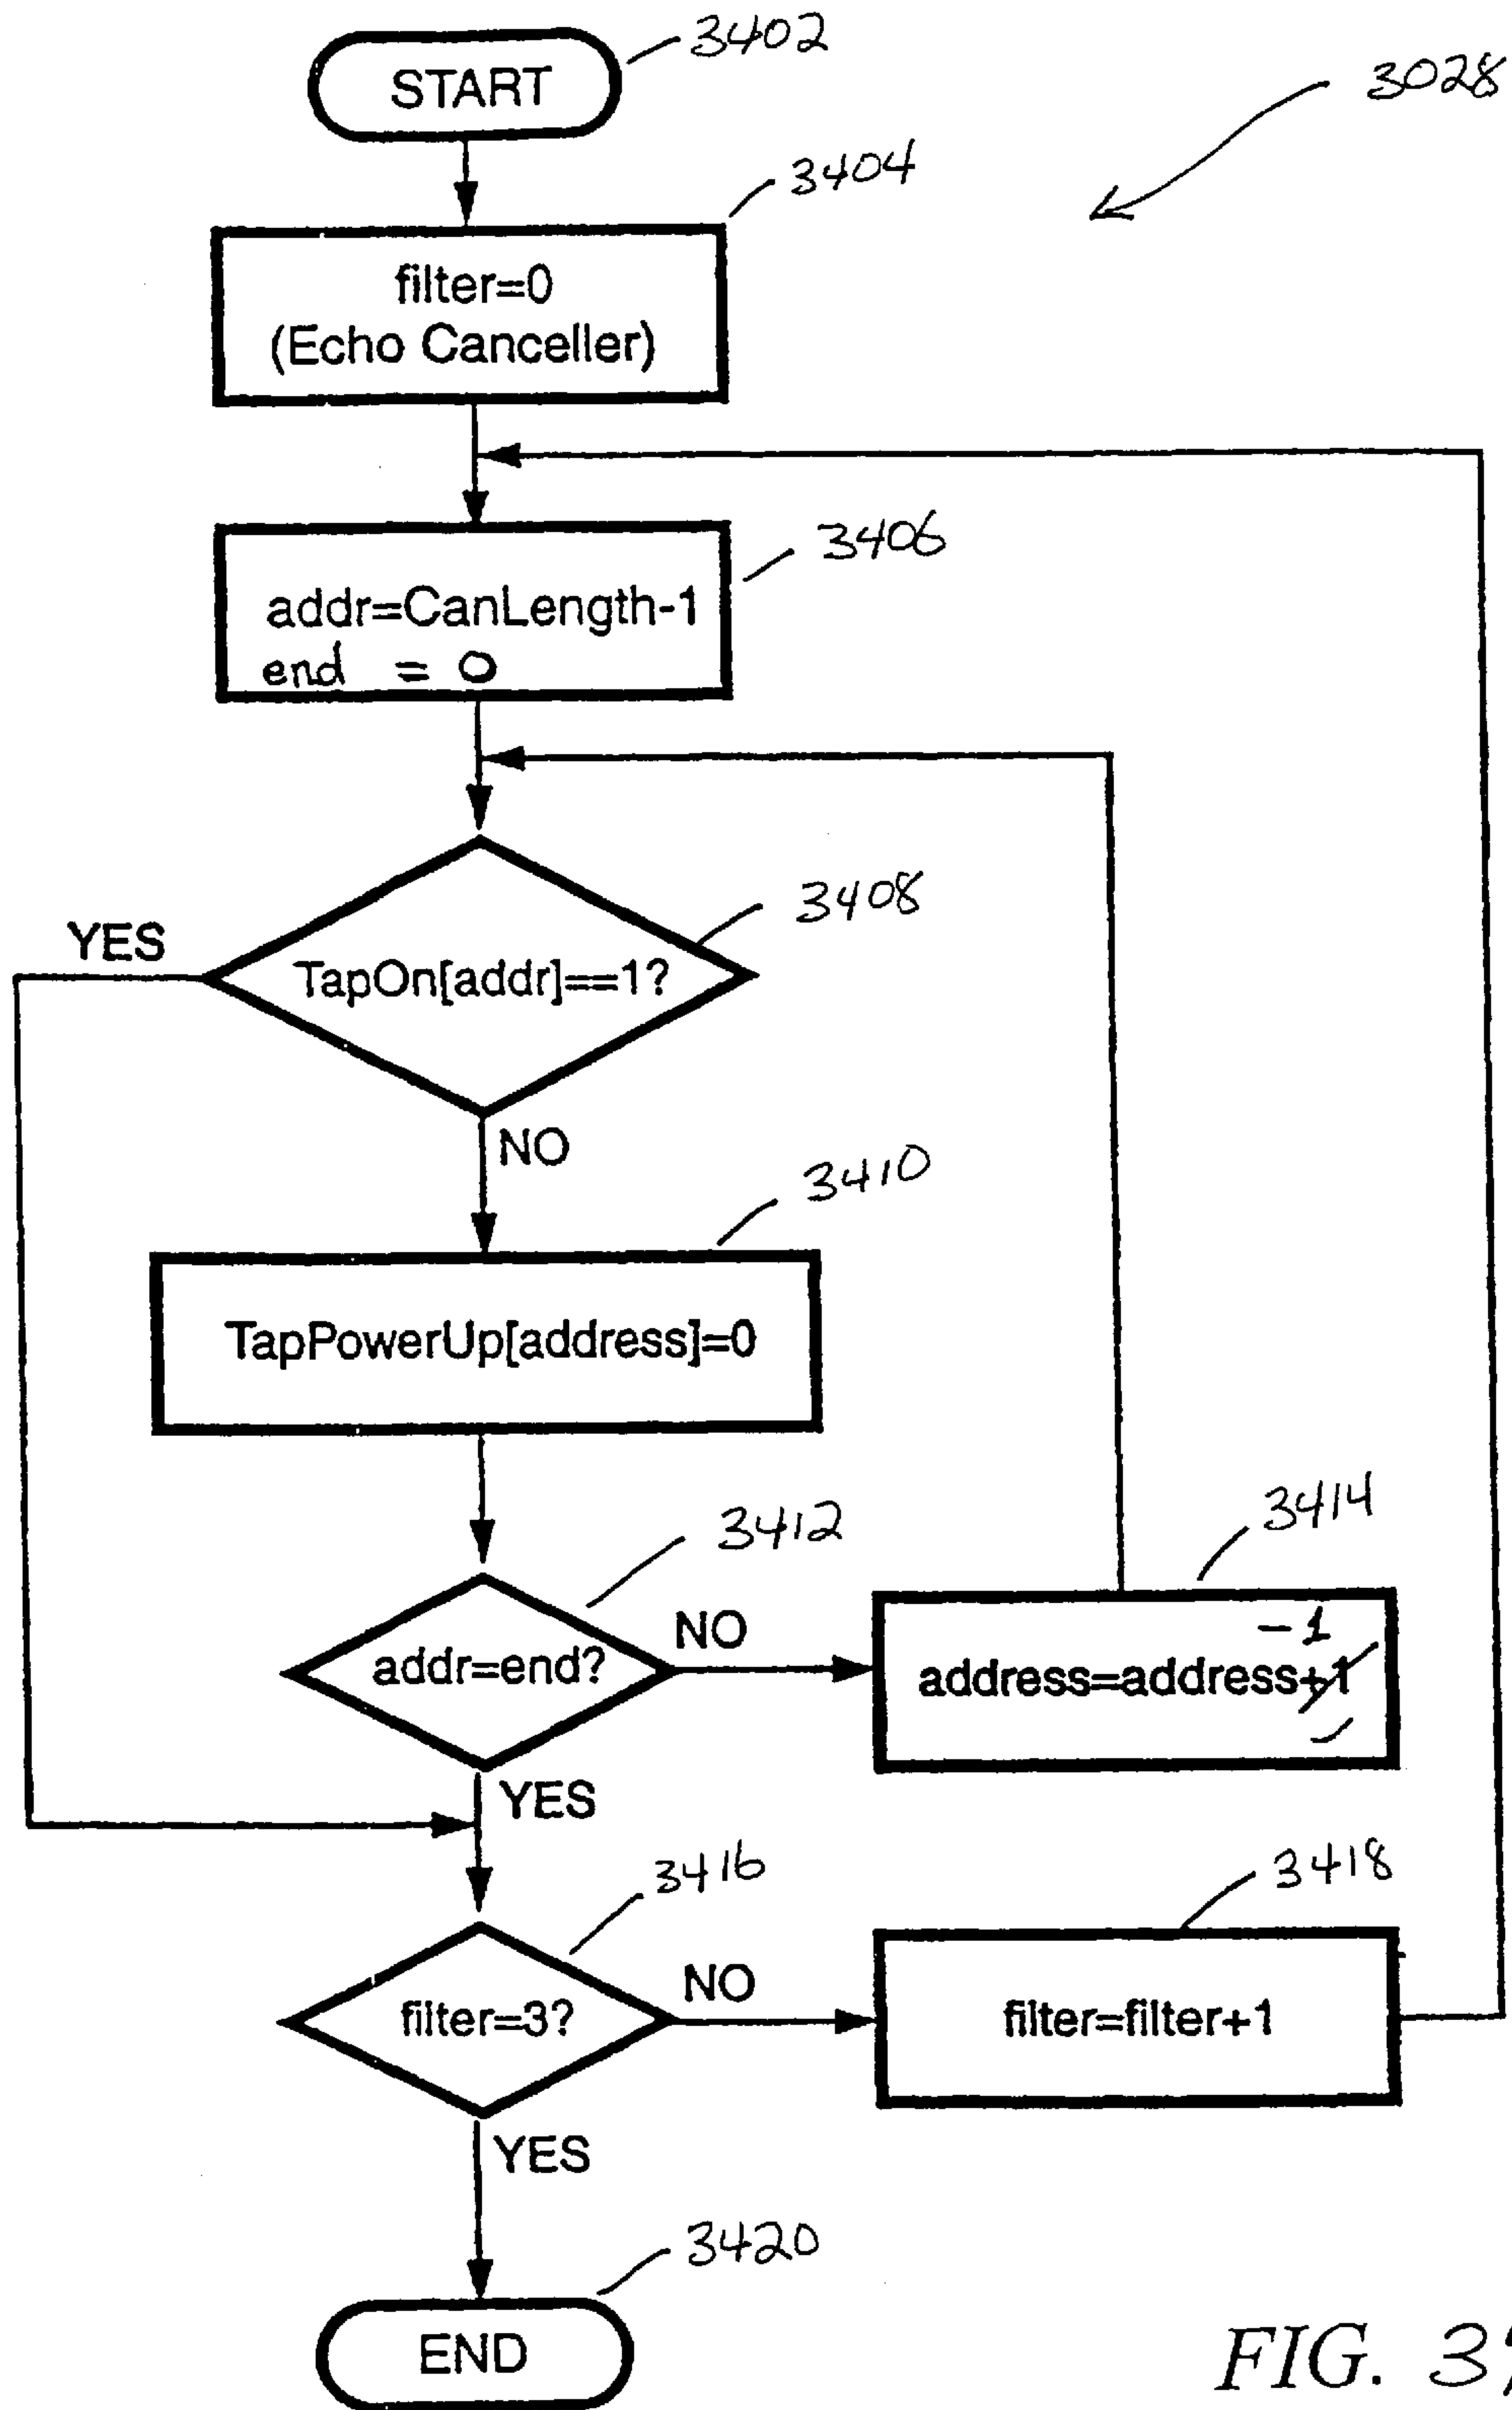 START
3402
3028
3404
filter=0
(Echo Canceller)
3406
addr=CanLength-1
end = 0
3408
YES
TapOn[addr]==1?
NO
3410
TapPowerUp[address]=0
3412
3414
addr=end?
NO
-1
address=address+1
YES
3416
3418
filter=3?
NO
filter=filter+1
YES
3420
END
FIG.